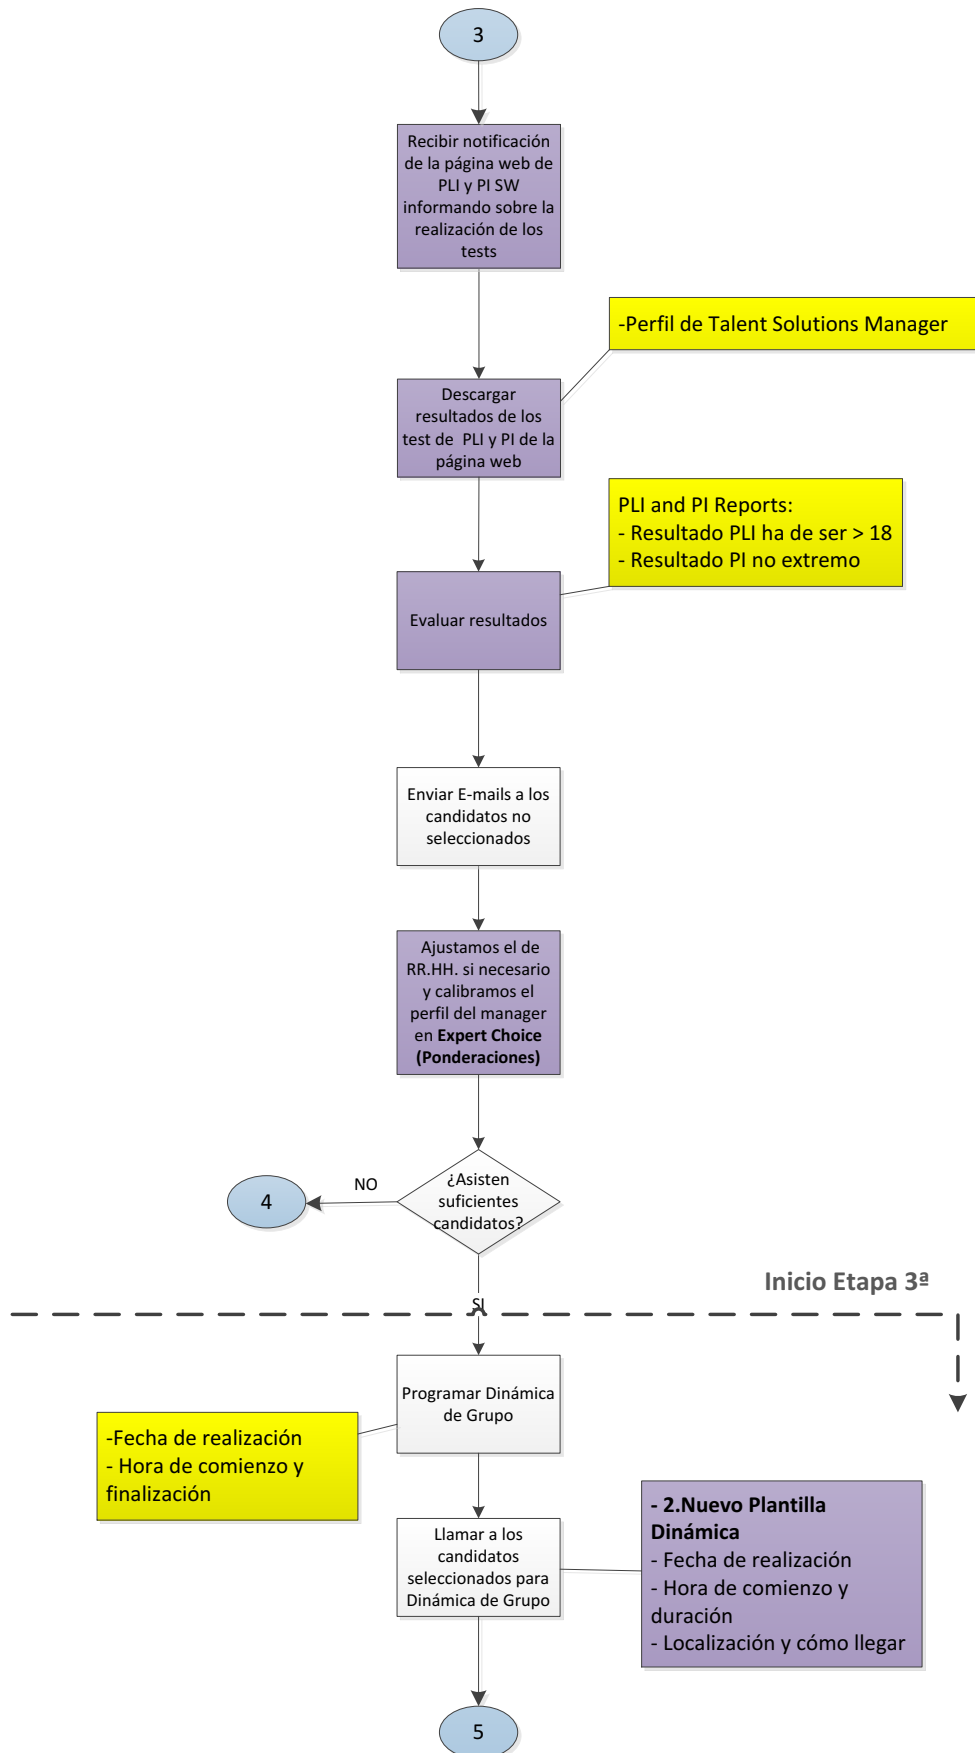 3
Recibir notificación
de la página web de
PLI y PI SW
informando sobre la
realización de los
tests
-Perfil de Talent Solutions Manager
Descargar
resultados de los
test de  PLI y PI de la
página web
PLI and PI Reports:
- Resultado PLI ha de ser > 18
- Resultado PI no extremo
Evaluar resultados
Enviar E-mails a los
candidatos no
seleccionados
Ajustamos el de
RR.HH. si necesario
y calibramos el
perfil del manager
en Expert Choice
(Ponderaciones)
¿Asisten
suficientes
candidatos?
NO
4
SI
Inicio Etapa 3ª
Programar Dinámica
de Grupo
-Fecha de realización
- Hora de comienzo y
finalización
Llamar a los
candidatos
seleccionados para
Dinámica de Grupo
- 2.Nuevo Plantilla
Dinámica
- Fecha de realización
- Hora de comienzo y
duración
- Localización y cómo llegar
5